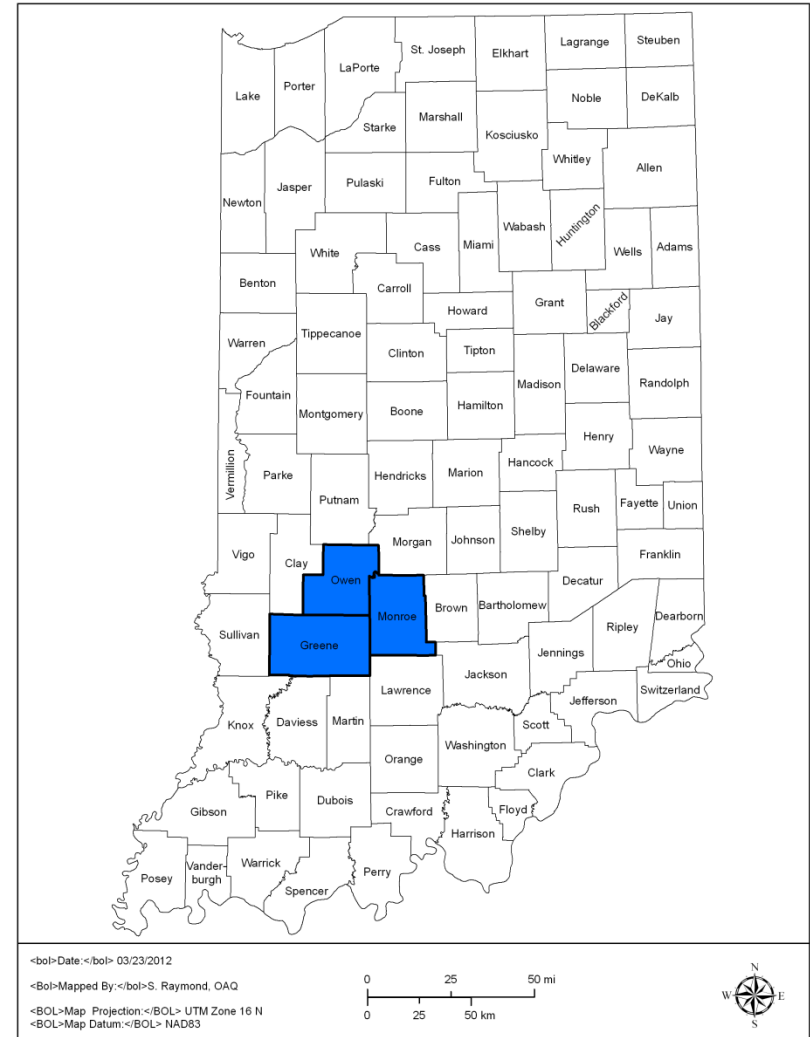 St. Joseph
Elkhart
Lagrange
Steuben
LaPorte
Lake
Porter
Noble
DeKalb
Starke
Marshall
Kosciusko
Whitley
Allen
Newton
Jasper
Pulaski
Fulton
Huntington
Wabash
White
Cass
Miami
Wells
Adams
Benton
Carroll
Howard
Grant
Blackford
Jay
Tippecanoe
Warren
Clinton
Tipton
Delaware
Madison
Randolph
Fountain
Montgomery
Boone
Hamilton
Henry
Wayne
Vermillion
Parke
Hendricks
Marion
Hancock
Putnam
Rush
Fayette
Union
Vigo
Clay
Morgan
Johnson
Shelby
Franklin
Owen
Decatur
Monroe
Brown
Bartholomew
Dearborn
Ripley
Sullivan
Greene
Jennings
Ohio
Jackson
Lawrence
Switzerland
Jefferson
Knox
Daviess
Martin
Scott
Orange
Washington
Clark
Pike
Dubois
Gibson
Crawford
Floyd
Harrison
Posey
Vander-
burgh
Warrick
Perry
Spencer
<bol>Date:</bol> 03/23/2012
<Bol>Mapped By:</bol>S. Raymond, OAQ
<BOL>Map Projection:</BOL> UTM Zone 16 N
<BOL>Map Datum:</BOL> NAD83
0 25 50 mi
0 25 50 km
N
W E
S